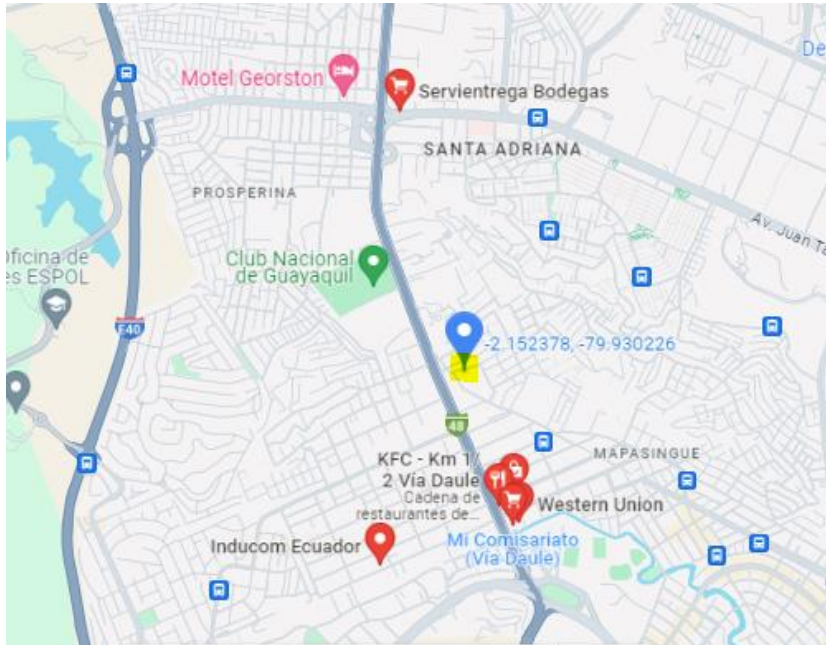 De
Motel Georston
Servientrega Bodegas
SANTA ADRIANA
PROSPERINA
Av. Juan Ta
Club Nacional
de Guayaquil
oficina de
es ESPOL
E40
-2.152378, -79.930226
48
KFC - Km 1/
2 Vía Daule
Cadena de
restaurantes de...
MAPASINGUE
Western Union
Mi Comisariato
(Vía Daule)
Inducom Ecuador